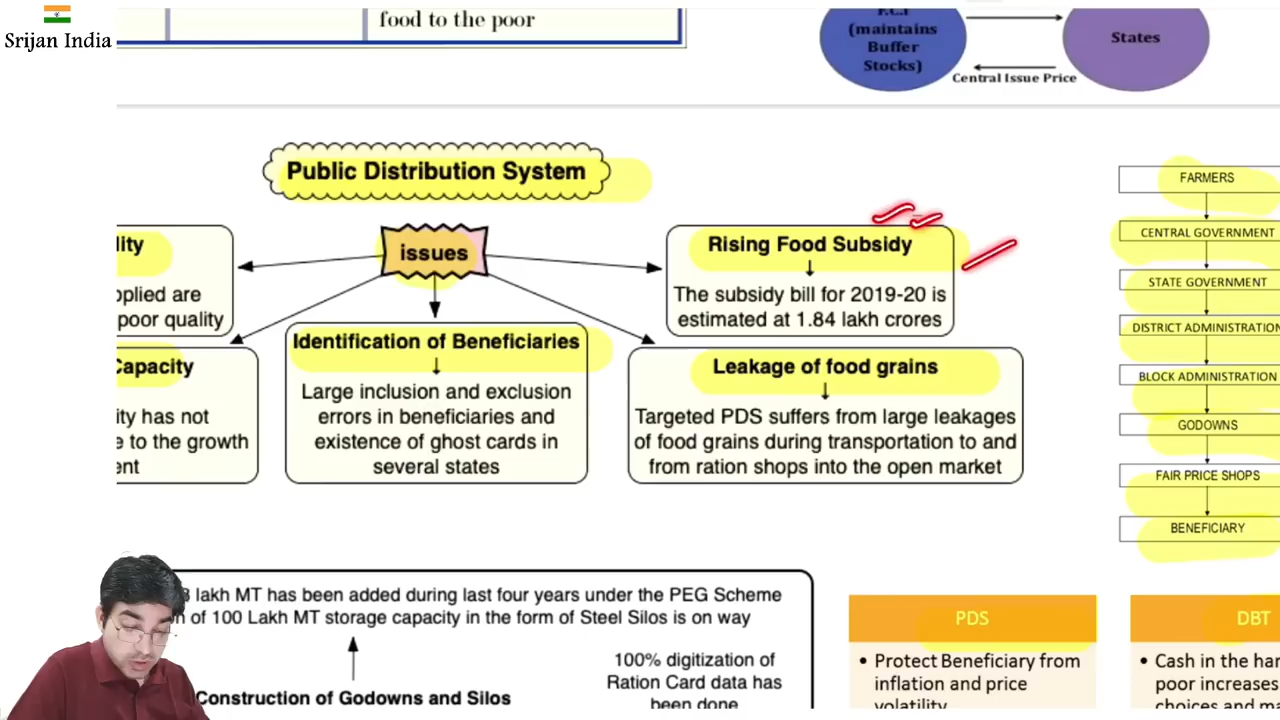 Srijan India
food to the poor
F.C.I
(maintains
Buffer
Stocks)
States
Central Issue Price
Public Distribution System
issues
lity
pplied are
poor quality
Capacity
ity has not
e to the growth
ent
Identification of Beneficiaries
Large inclusion and exclusion
errors in beneficiaries and
existence of ghost cards in
several states
Rising Food Subsidy
The subsidy bill for 2019-20 is
estimated at 1.84 lakh crores
Leakage of food grains
Targeted PDS suffers from large leakages
of food grains during transportation to and
from ration shops into the open market
FARMERS
CENTRAL GOVERNMENT
STATE GOVERNMENT
DISTRICT ADMINISTRATION
BLOCK ADMINISTRATION
GODOWNS
FAIR PRICE SHOPS
BENEFICIARY
lakh MT has been added during last four years under the PEG Scheme
n of 100 Lakh MT storage capacity in the form of Steel Silos is on way
Construction of Godowns and Silos
100% digitization of
Ration Card data has
been done
PDS
• Protect Beneficiary from
inflation and price
volatility
DBT
• Cash in the han
poor increases
choices and ma